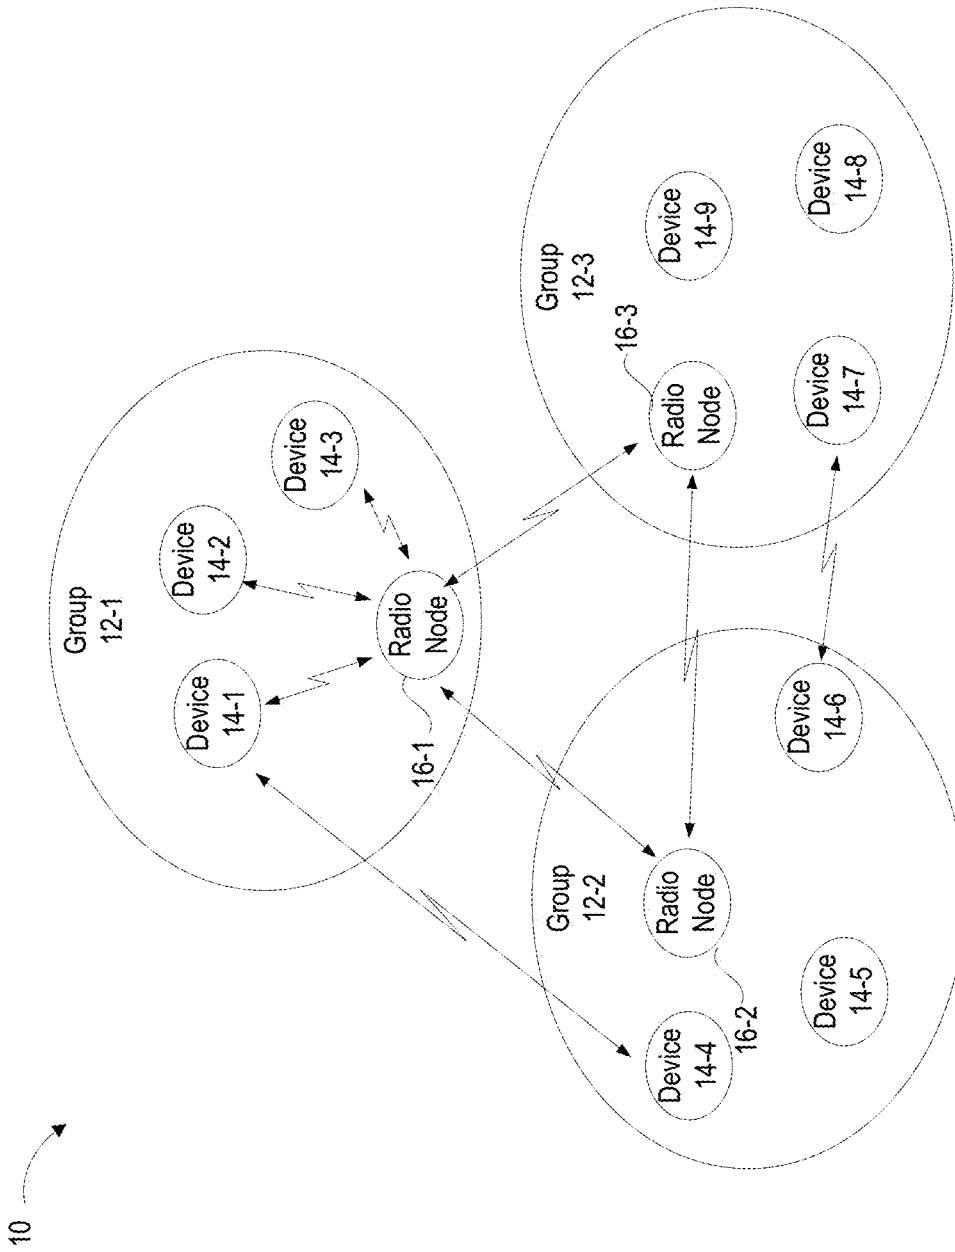 10
Group
12-1
Device
14-1
Device
14-2
Device
14-3
Radio
Node
16-1
Group
12-2
Device
14-4
Radio
Node
16-2
Device
14-5
Device
14-6
Group
12-3
Radio
Node
16-3
Device
14-9
Device
14-7
Device
14-8